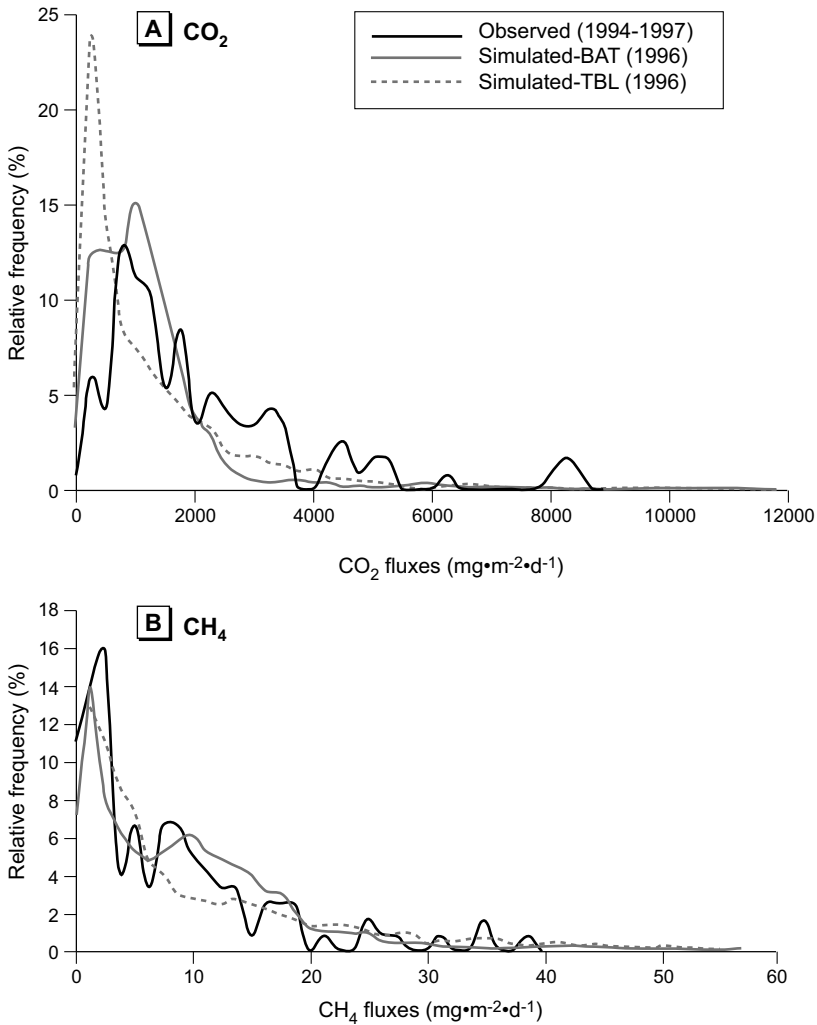 A CO2
Observed (1994-1997)
Simulated-BAT (1996)
Simulated-TBL (1996)
Relative frequency (%)
25
20
15
10
5
0
0 2000 4000 6000 8000 10000 12000
CO2 fluxes (mg•m-2•d-1)
B CH4
Relative frequency (%)
18
16
14
12
10
8
6
4
2
0
0 10 20 30 40 50 60
CH4 fluxes (mg•m-2•d-1)